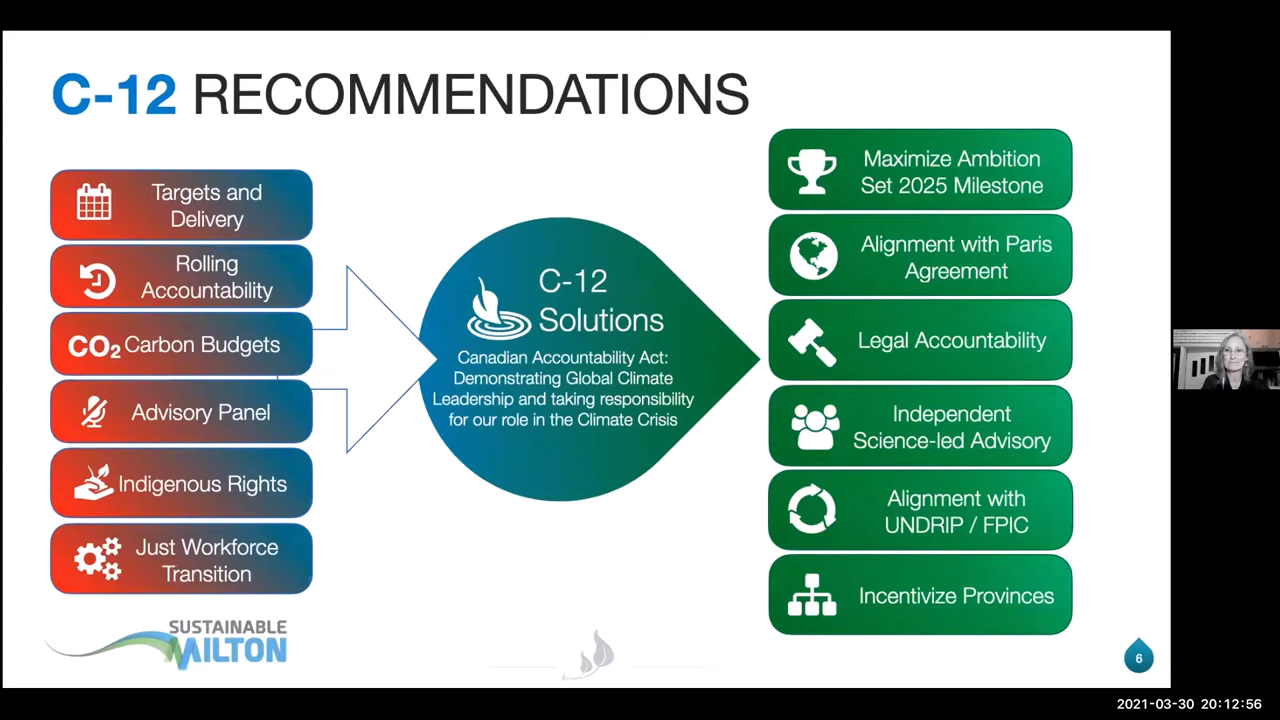 C-12 RECOMMENDATIONS
Targets and
Delivery
Rolling
Accountability
CO2 Carbon Budgets
Advisory Panel
Indigenous Rights
Just Workforce
Transition
C-12
Solutions
Canadian Accountability Act:
Demonstrating Global Climate
Leadership and taking responsibility
for our role in the Climate Crisis
Maximize Ambition
Set 2025 Milestone
Alignment with Paris
Agreement
Legal Accountability
Independent
Science-led Advisory
Alignment with
UNDRIP / FPIC
Incentivize Provinces
SUSTAINABLE
MILTON
6
2021-03-30 20:12:56